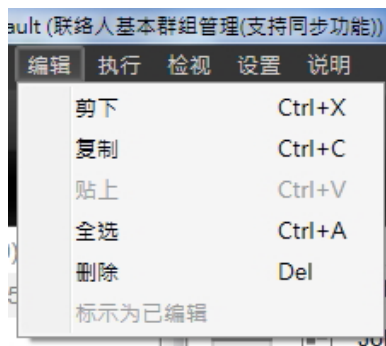 ault (联络人基本群组管理(支持同步功能))
编辑 执行 检视 设置 说明
剪下 Ctrl+X
复制 Ctrl+C
贴上 Ctrl+V
全选 Ctrl+A
删除 Del
标示为已编辑